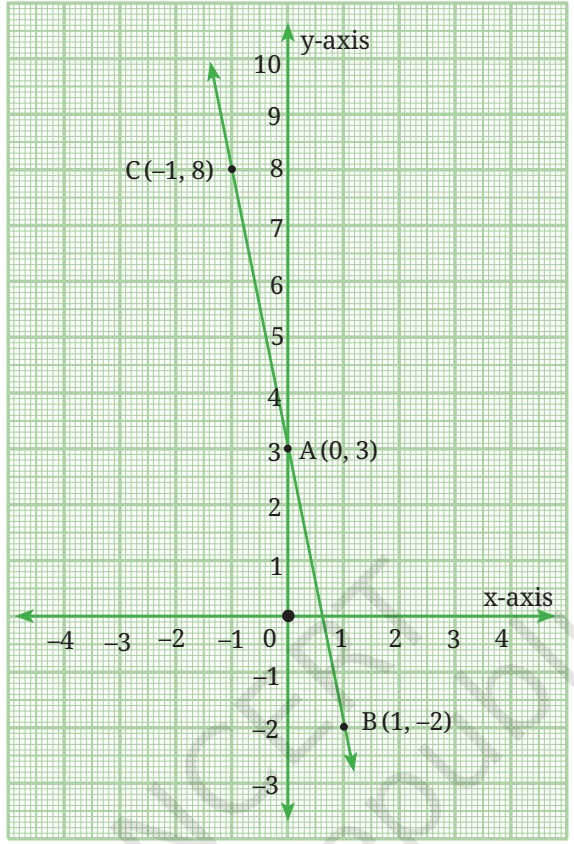 y-axis
10
9
C (–1, 8)
8
7
6
5
4
3
A (0, 3)
2
1
x-axis
–4 –3 –2 –1 0 1 2 3 4
–1
–2
B (1, –2)
–3
NCERT